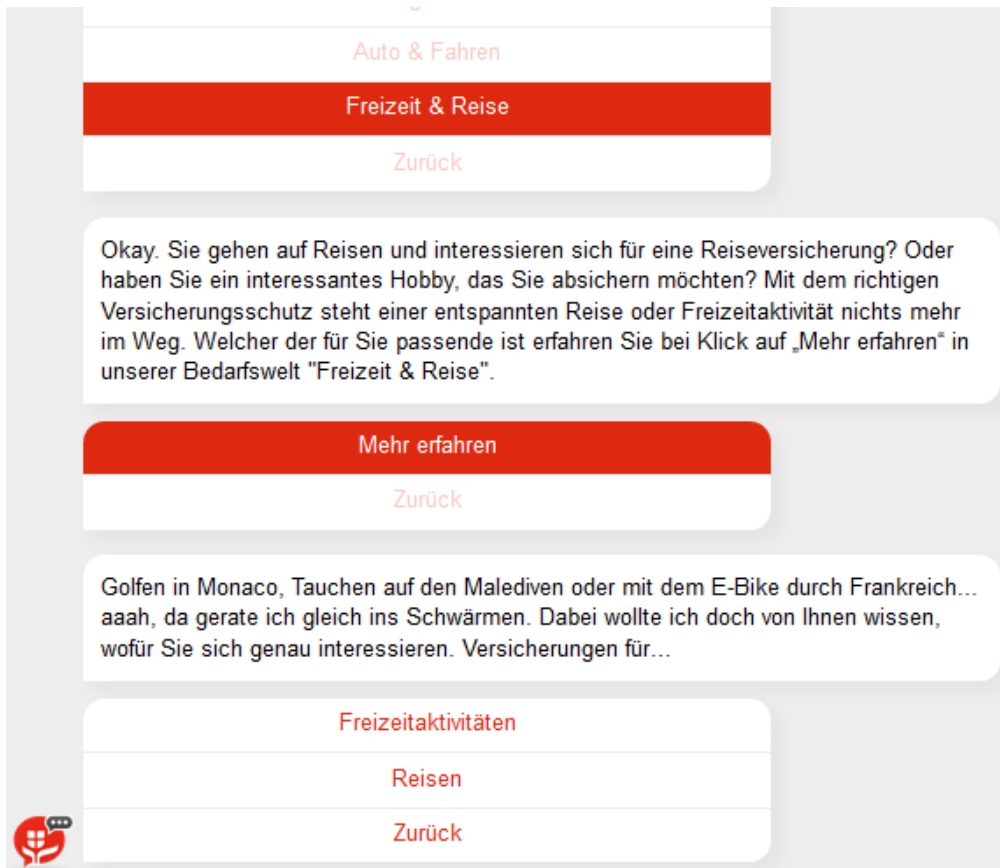 Auto & Fahren
Freizeit & Reise
Zurück
Okay. Sie gehen auf Reisen und interessieren sich für eine Reiseversicherung? Oder
haben Sie ein interessantes Hobby, das Sie absichern möchten? Mit dem richtigen
Versicherungsschutz steht einer entspannten Reise oder Freizeitaktivität nichts mehr
im Weg. Welcher der für Sie passende ist erfahren Sie bei Klick auf „Mehr erfahren“ in
unserer Bedarfswelt "Freizeit & Reise".
Mehr erfahren
Zurück
Golfen in Monaco, Tauchen auf den Malediven oder mit dem E-Bike durch Frankreich...
aaah, da gerate ich gleich ins Schwärmen. Dabei wollte ich doch von Ihnen wissen,
wofür Sie sich genau interessieren. Versicherungen für...
Freizeitaktivitäten
Reisen
Zurück